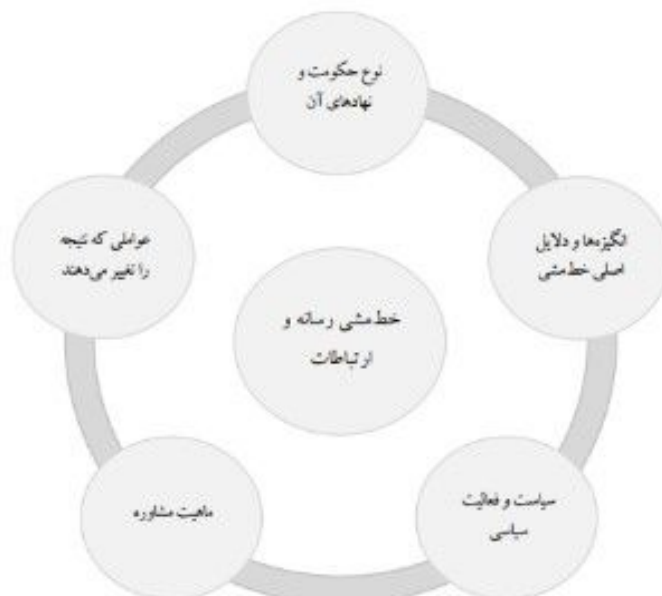 نوع حکومت و
نهادهای آن
انگیزه‌ها و دلایل
اصلی خط‌مشی
سیاست و فعالیت
سیاسی
ماهیت مشاوره
عواملی که نتیجه
را تغییر می‌دهند
خط‌مشی رسانه و
ارتباطات